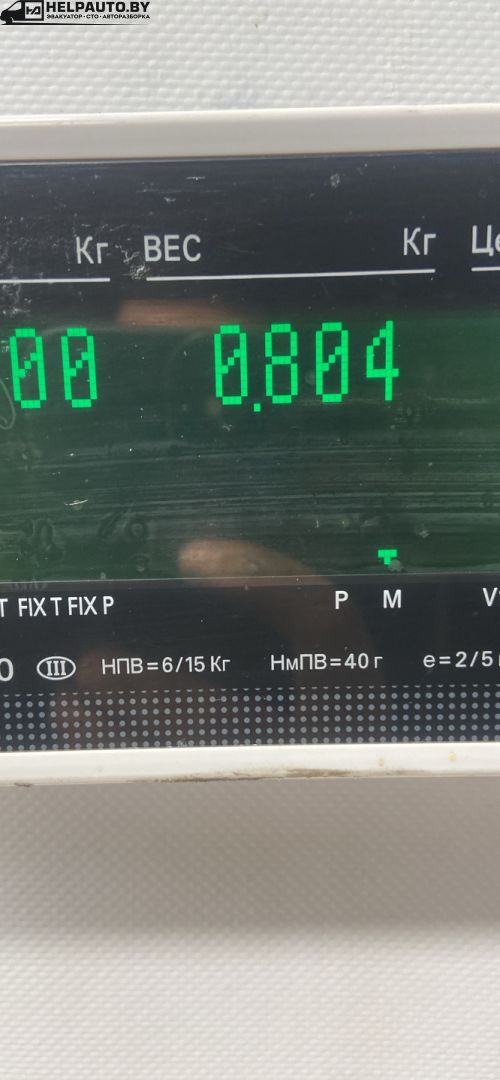 HELPAUTO.BY
ЭВАКУАТОР·СТО·АВТОРАЗБОРКА
Кг ВЕС Кг
00 0.804
T FIX T FIX P P M
III НПВ=6/15 Кг НмПВ=40 г e=2/5